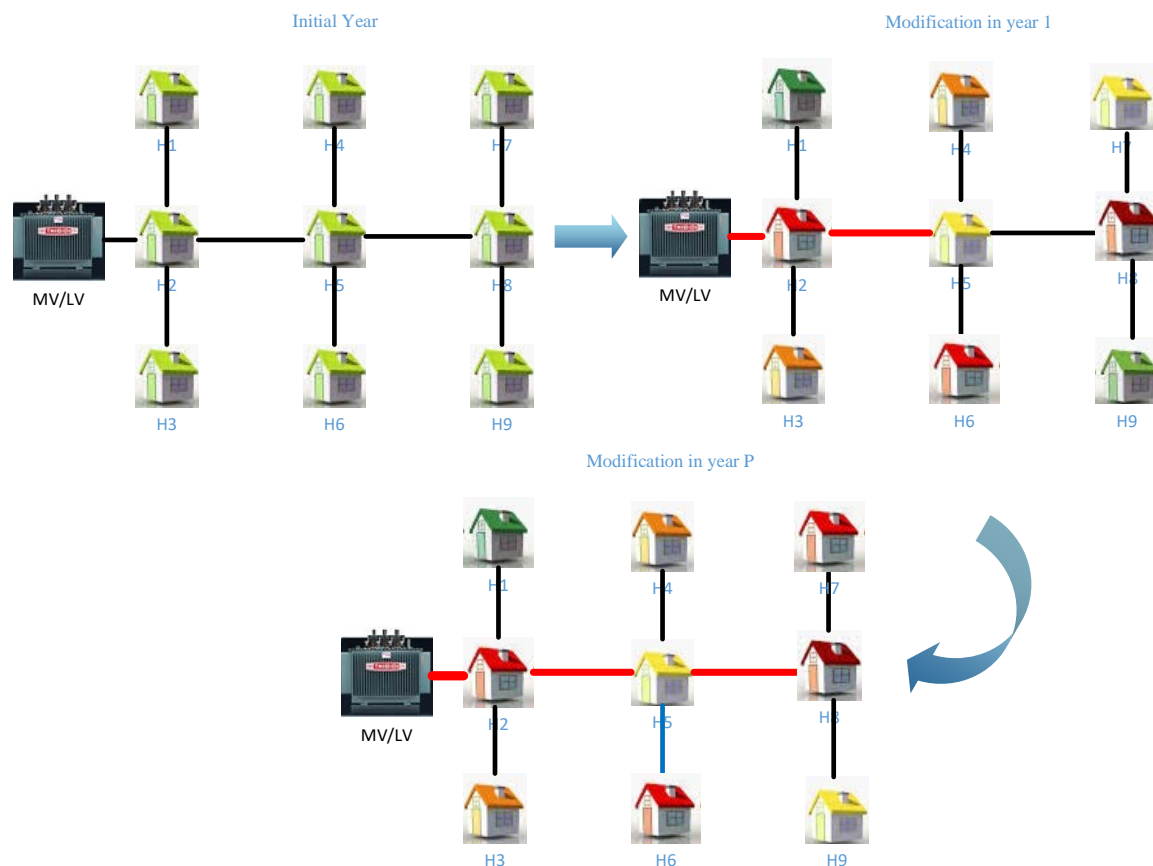 Initial Year
H1
H4
H7
H2
H5
H8
MV/LV
H3
H6
H9
Modification in year 1
H1
H4
H7
H2
H5
H8
MV/LV
H3
H6
H9
Modification in year P
H1
H4
H7
H2
H5
H8
MV/LV
H3
H6
H9